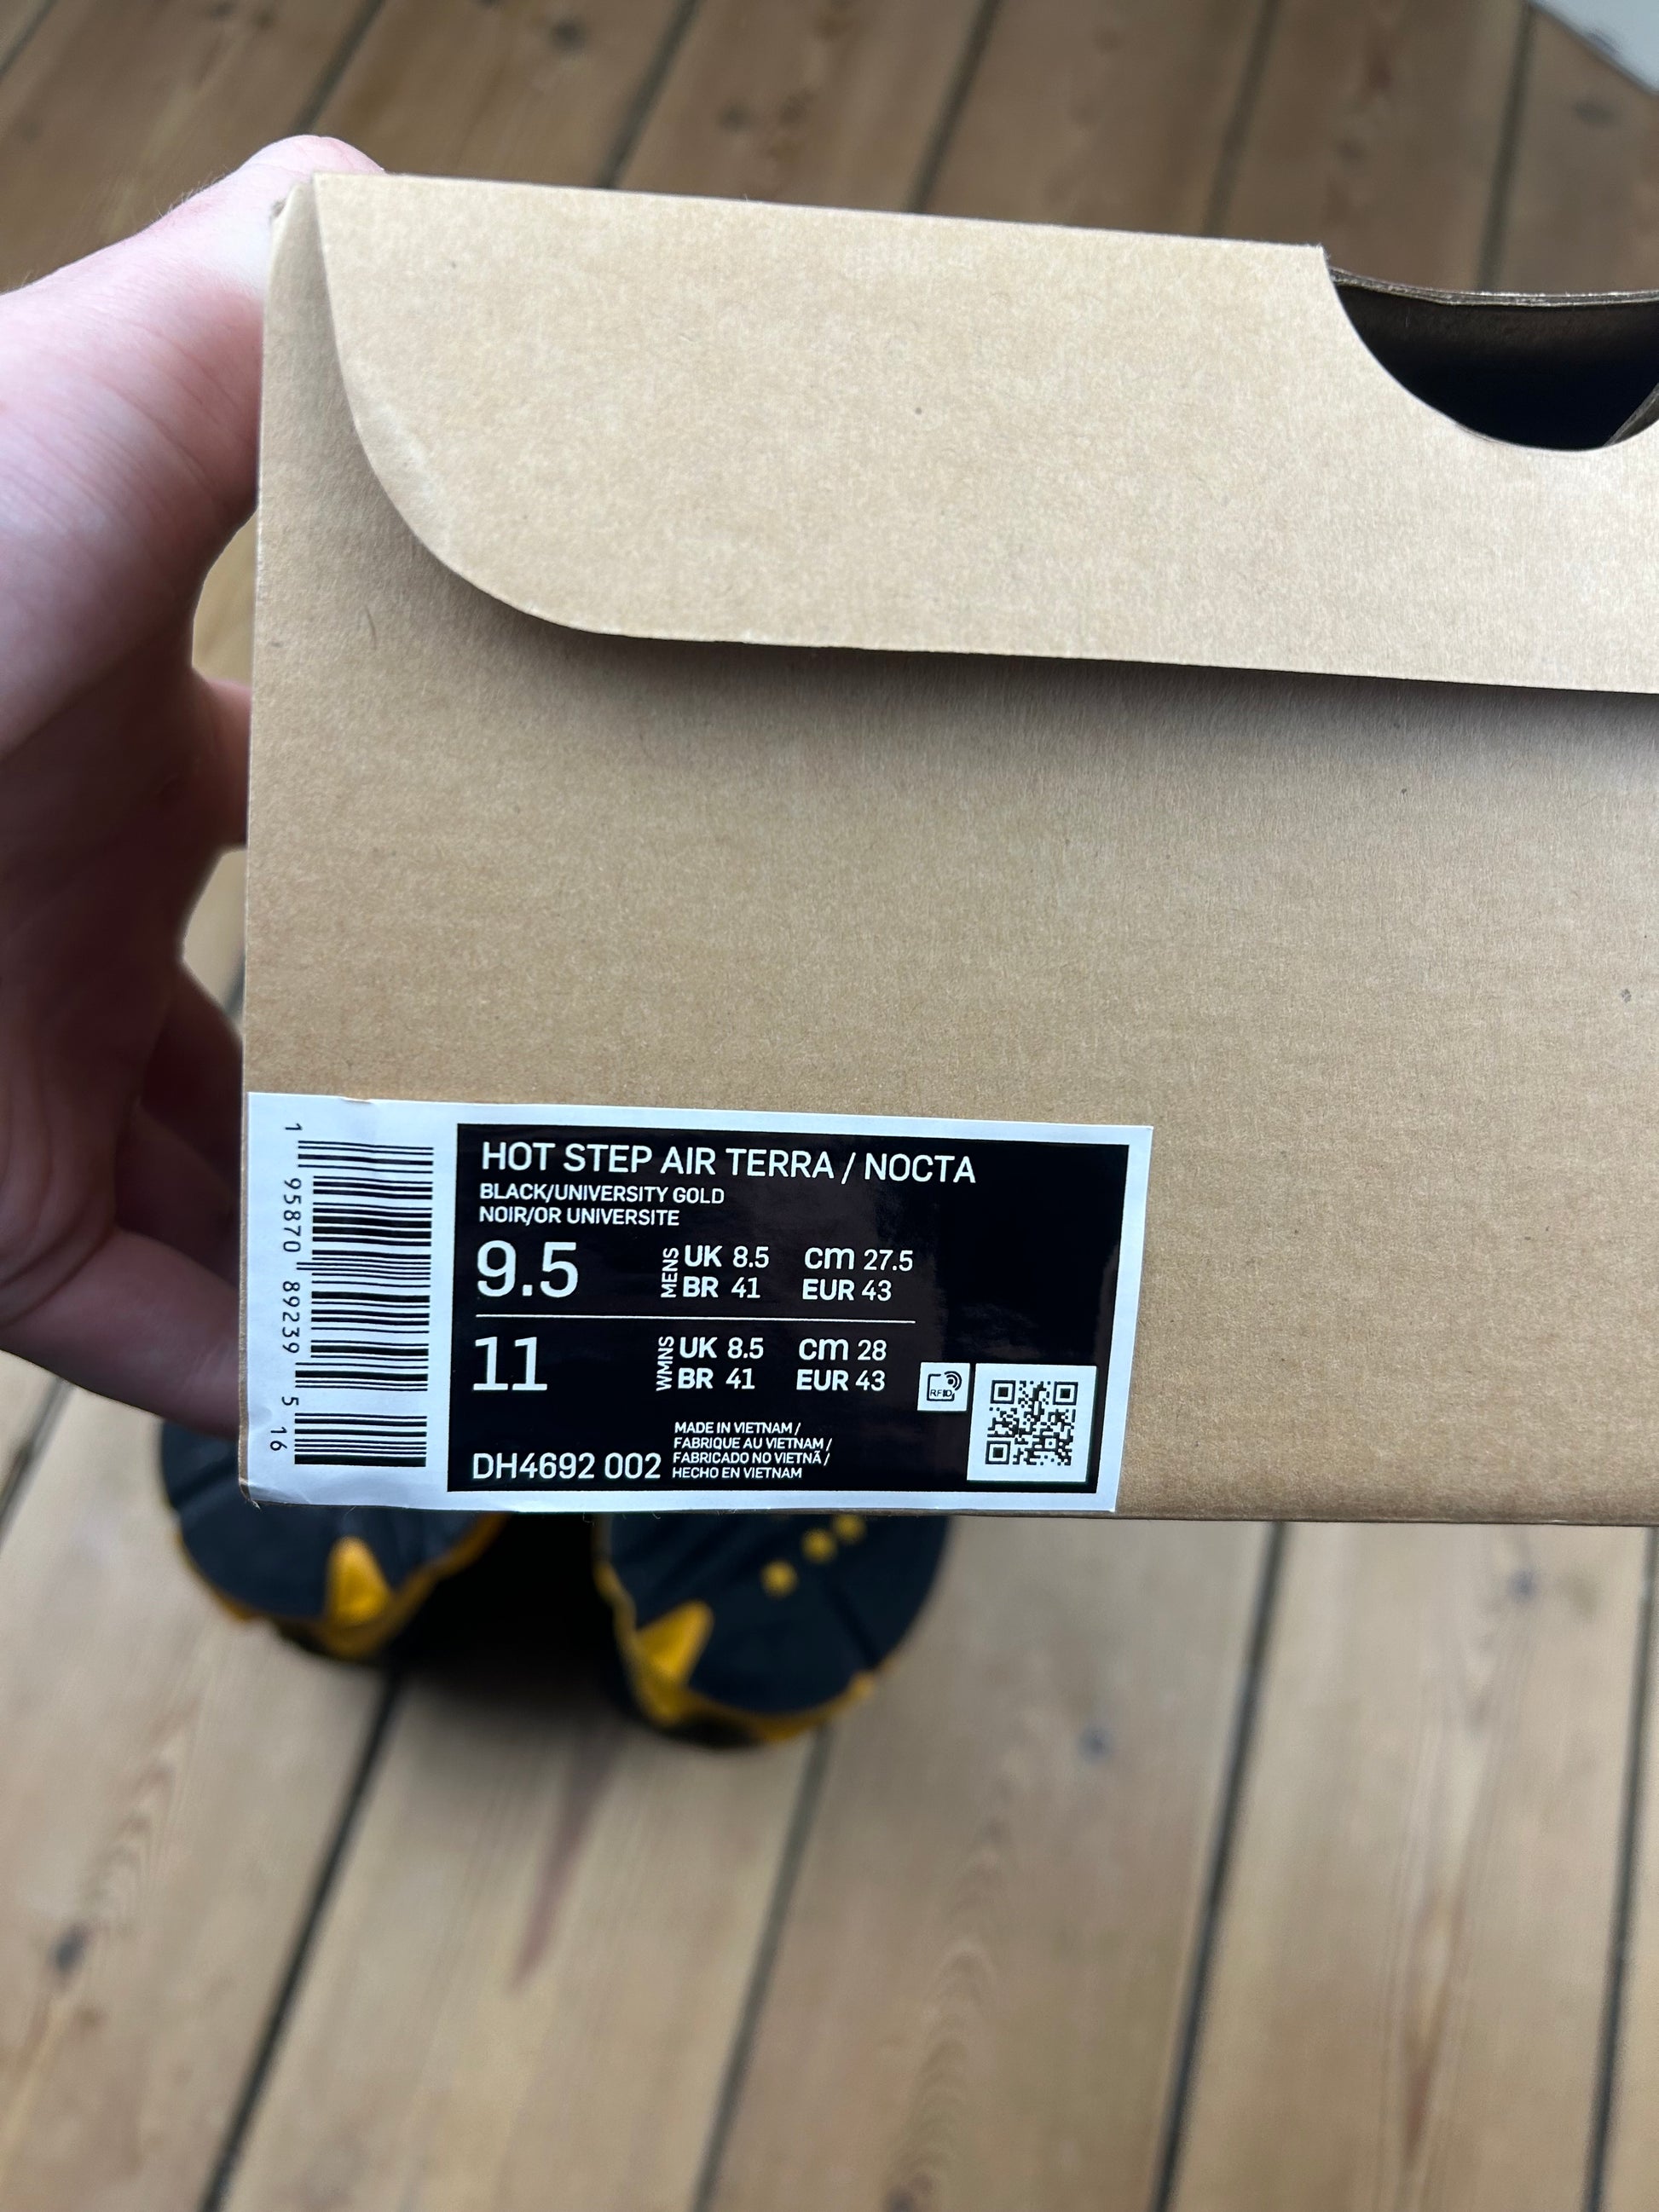 HOT STEP AIR TERRA / NOCTA
BLACK/UNIVERSITY GOLD
NOIR/OR UNIVERSITE
9.5 MENS UK 8.5 cm 27.5
BR 41 EUR 43
11 WMNS UK 8.5 cm 28
BR 41 EUR 43
RFID
MADE IN VIETNAM /
FABRIQUE AU VIETNAM /
FABRICADO NO VIETNÃ /
HECHO EN VIETNAM
DH4692 002
1 95870 89239 5 16